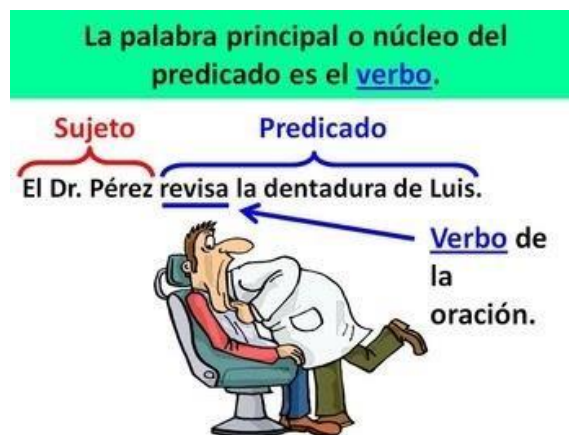 La palabra principal o núcleo del
predicado es el verbo.
Sujeto Predicado
El Dr. Pérez revisa la dentadura de Luis.
Verbo de
la
oración.